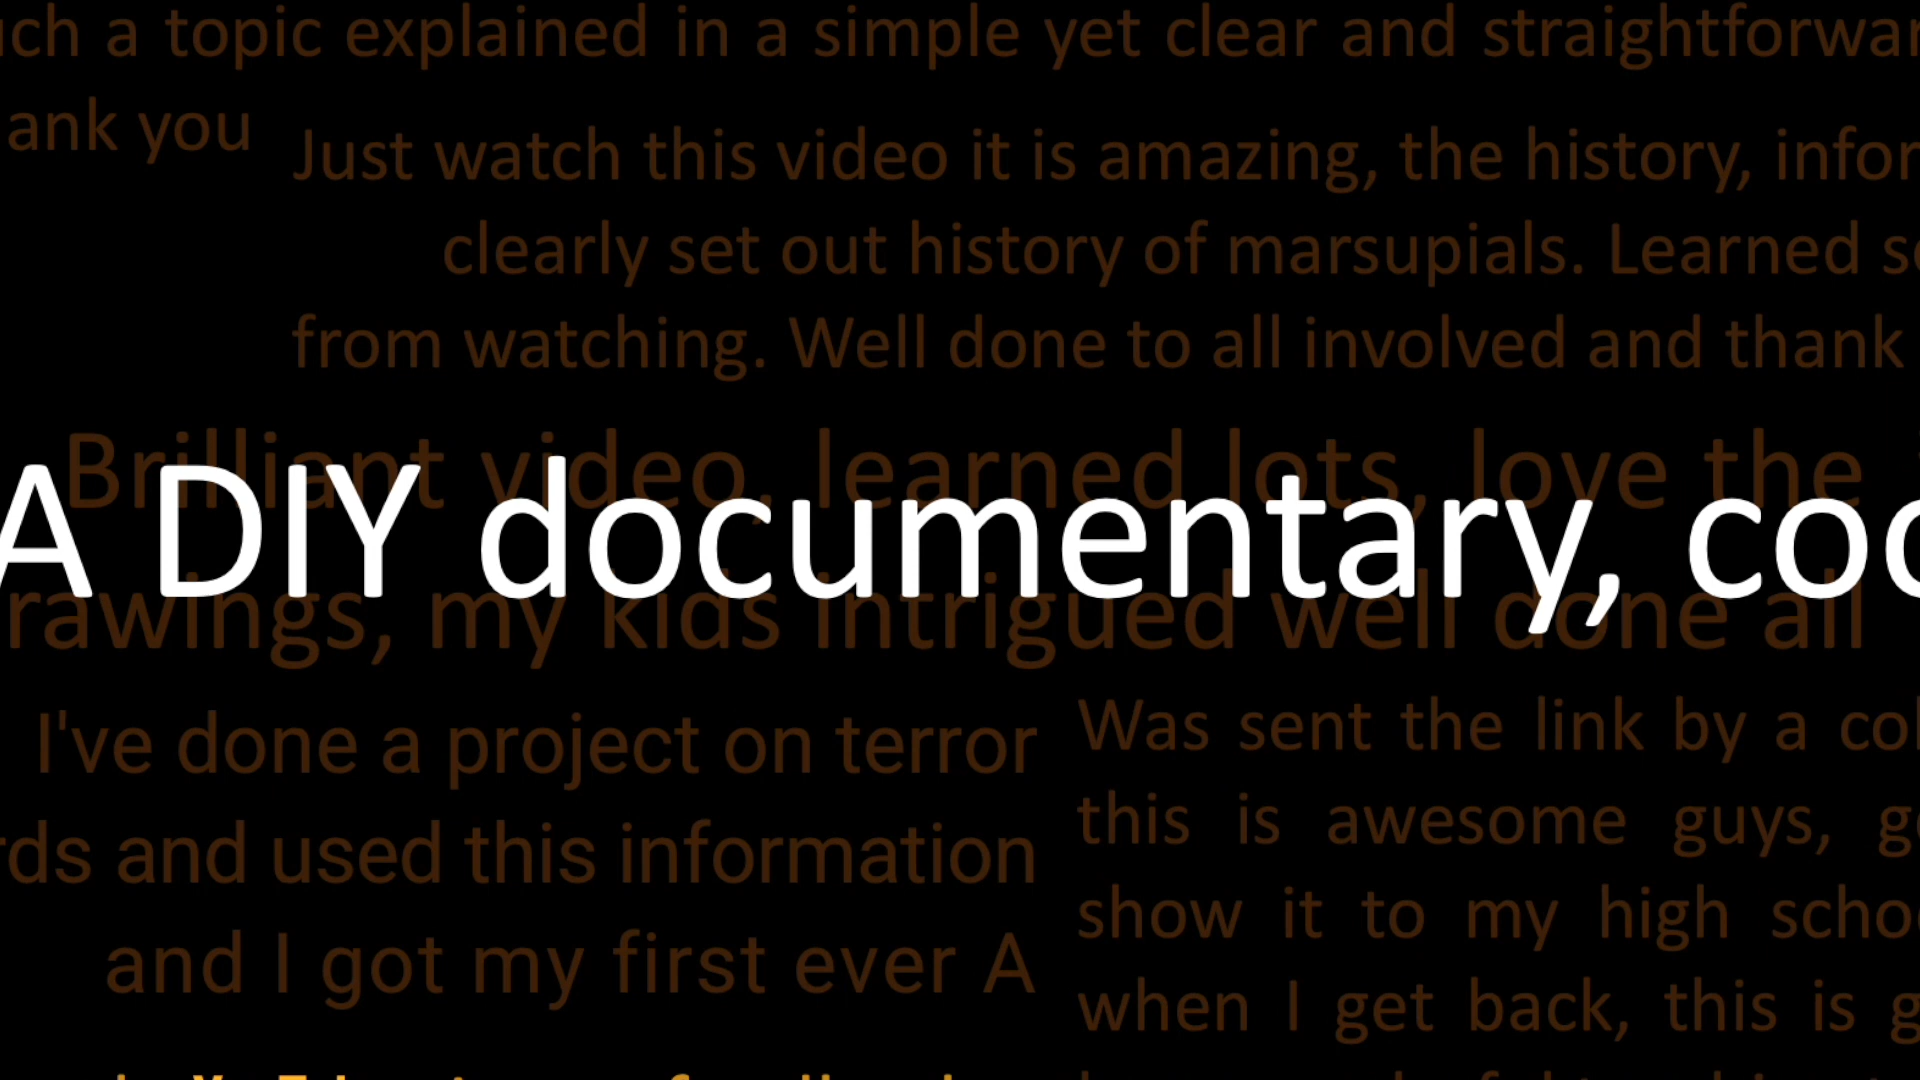 ch a topic explained in a simple yet clear and straightforwar
ank you
Just watch this video it is amazing, the history, infor
clearly set out history of marsupials. Learned
from watching. Well done to all involved and thank
Brilliant video, learned lots, love the
A DIY documentary, coo
rawings, my kids intrigued well done all
I've done a project on terror
Was sent the link by a col
this is awesome guys,
rds and used this information
show it to my high schoo
and I got my first ever A
when I get back, this is g